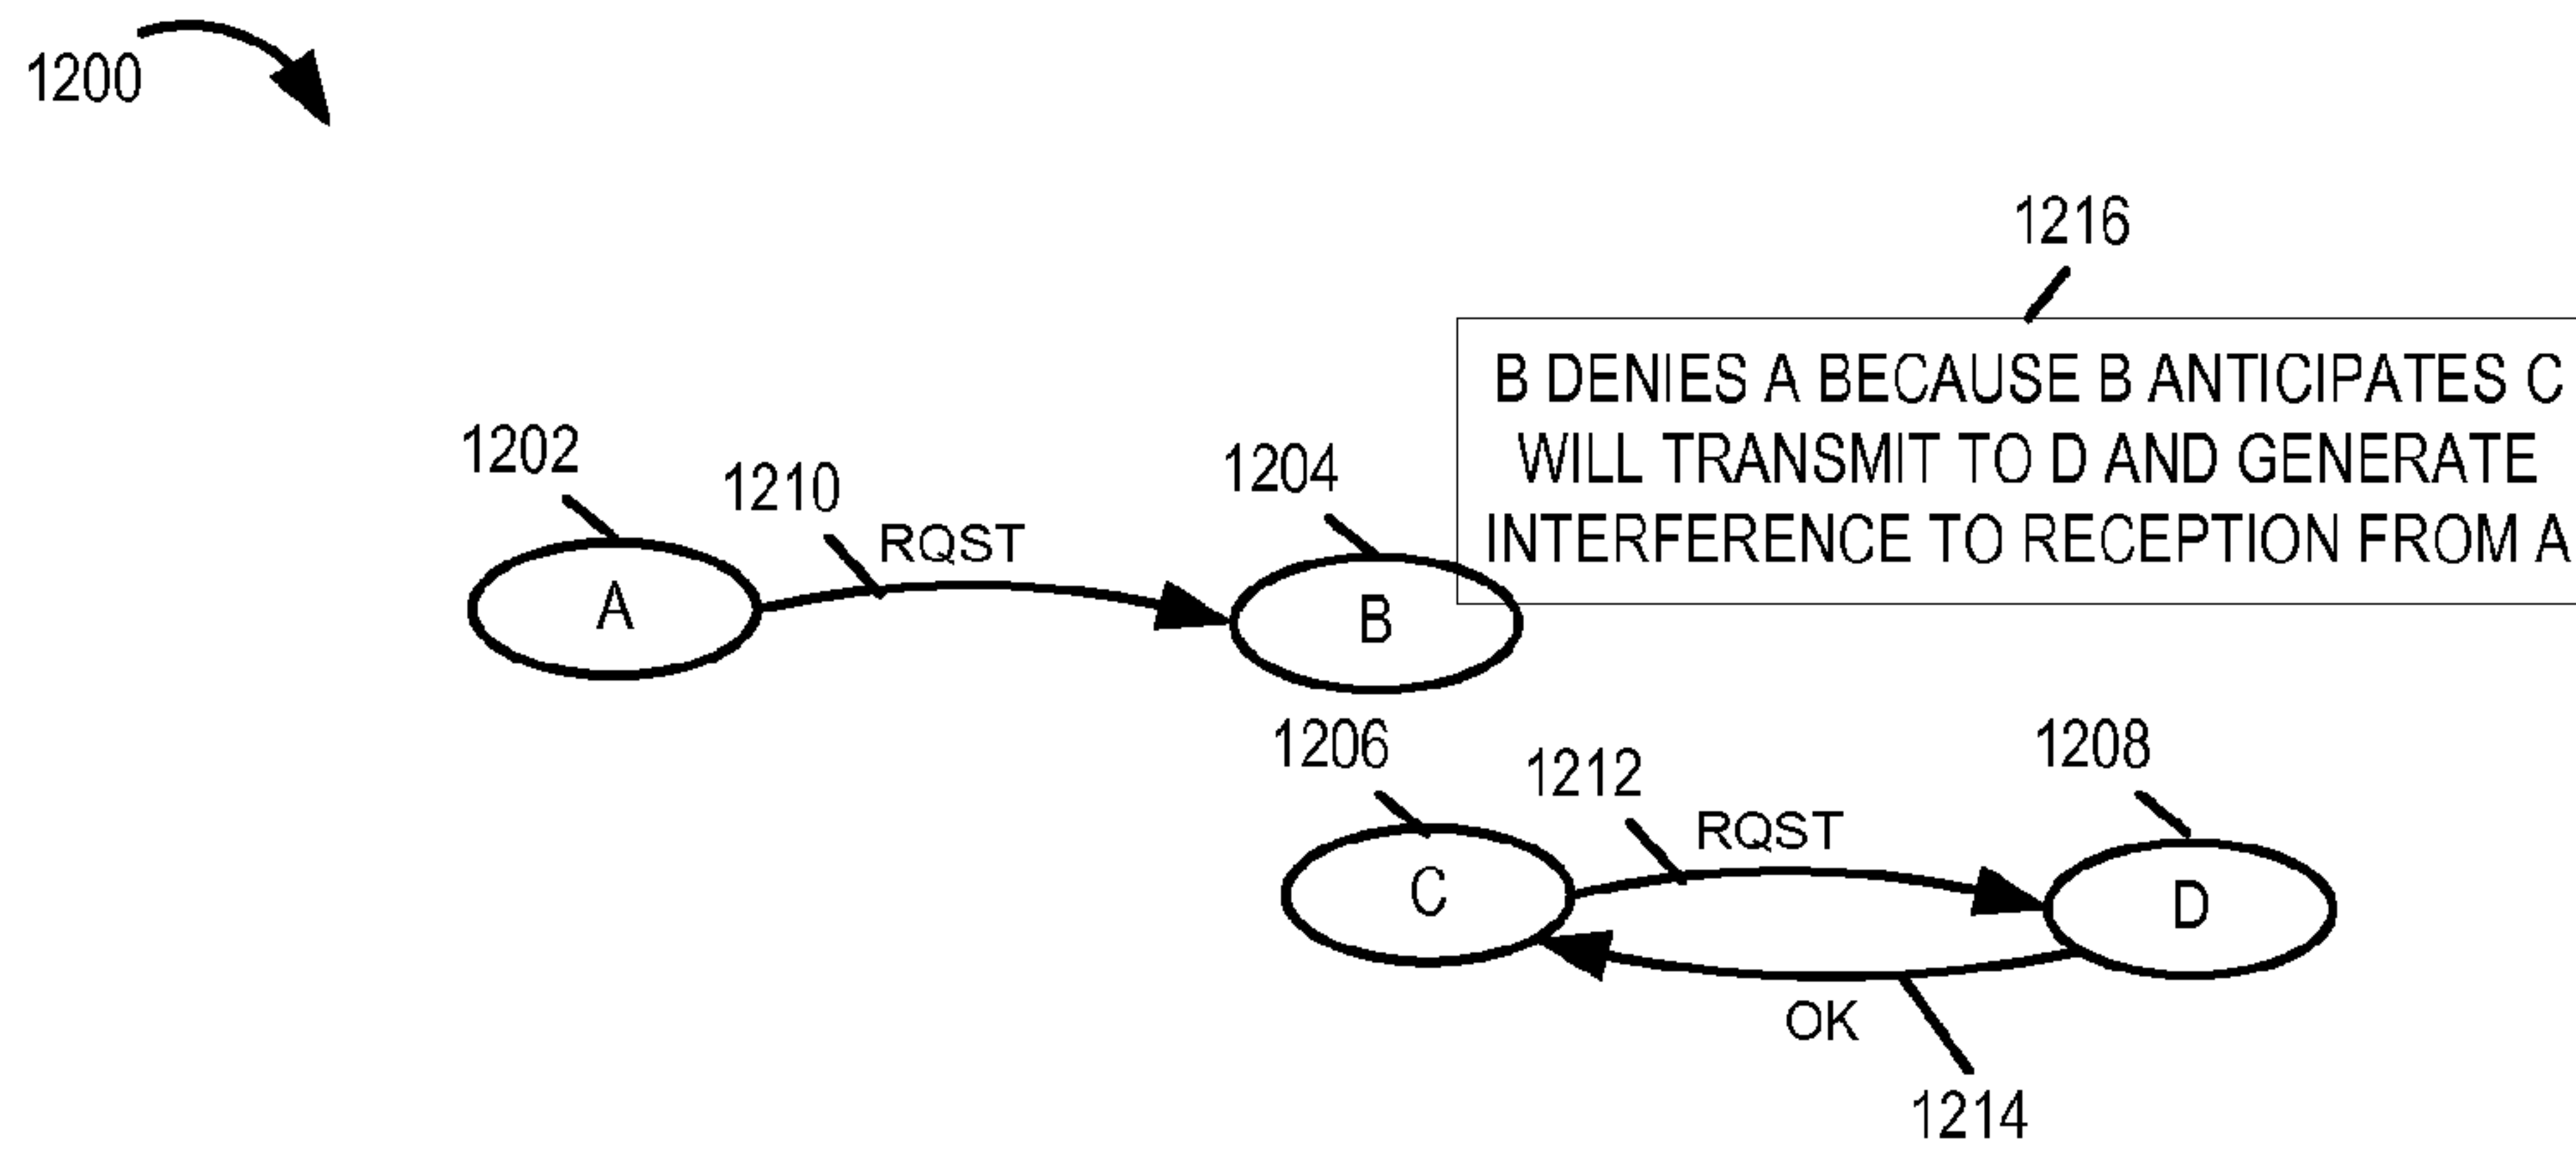 1200
1216
B DENIES A BECAUSE B ANTICIPATES C
WILL TRANSMIT TO D AND GENERATE
INTERFERENCE TO RECEPTION FROM A
1202
1210
RQST
1204
A
B
1206
1212
RQST
1208
C
D
OK
1214